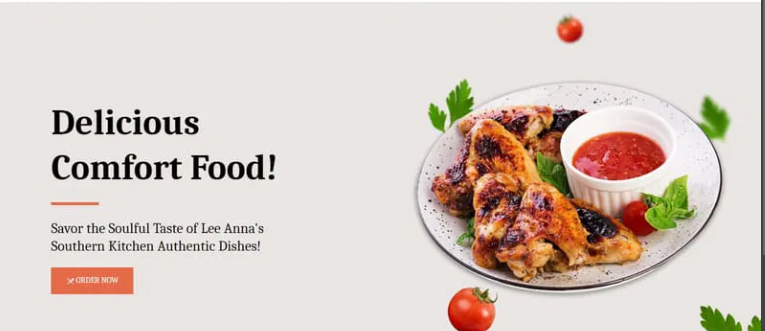 Delicious
Comfort Food!
Savor the Soulful Taste of Lee Anna's
Southern Kitchen Authentic Dishes!
ORDER NOW